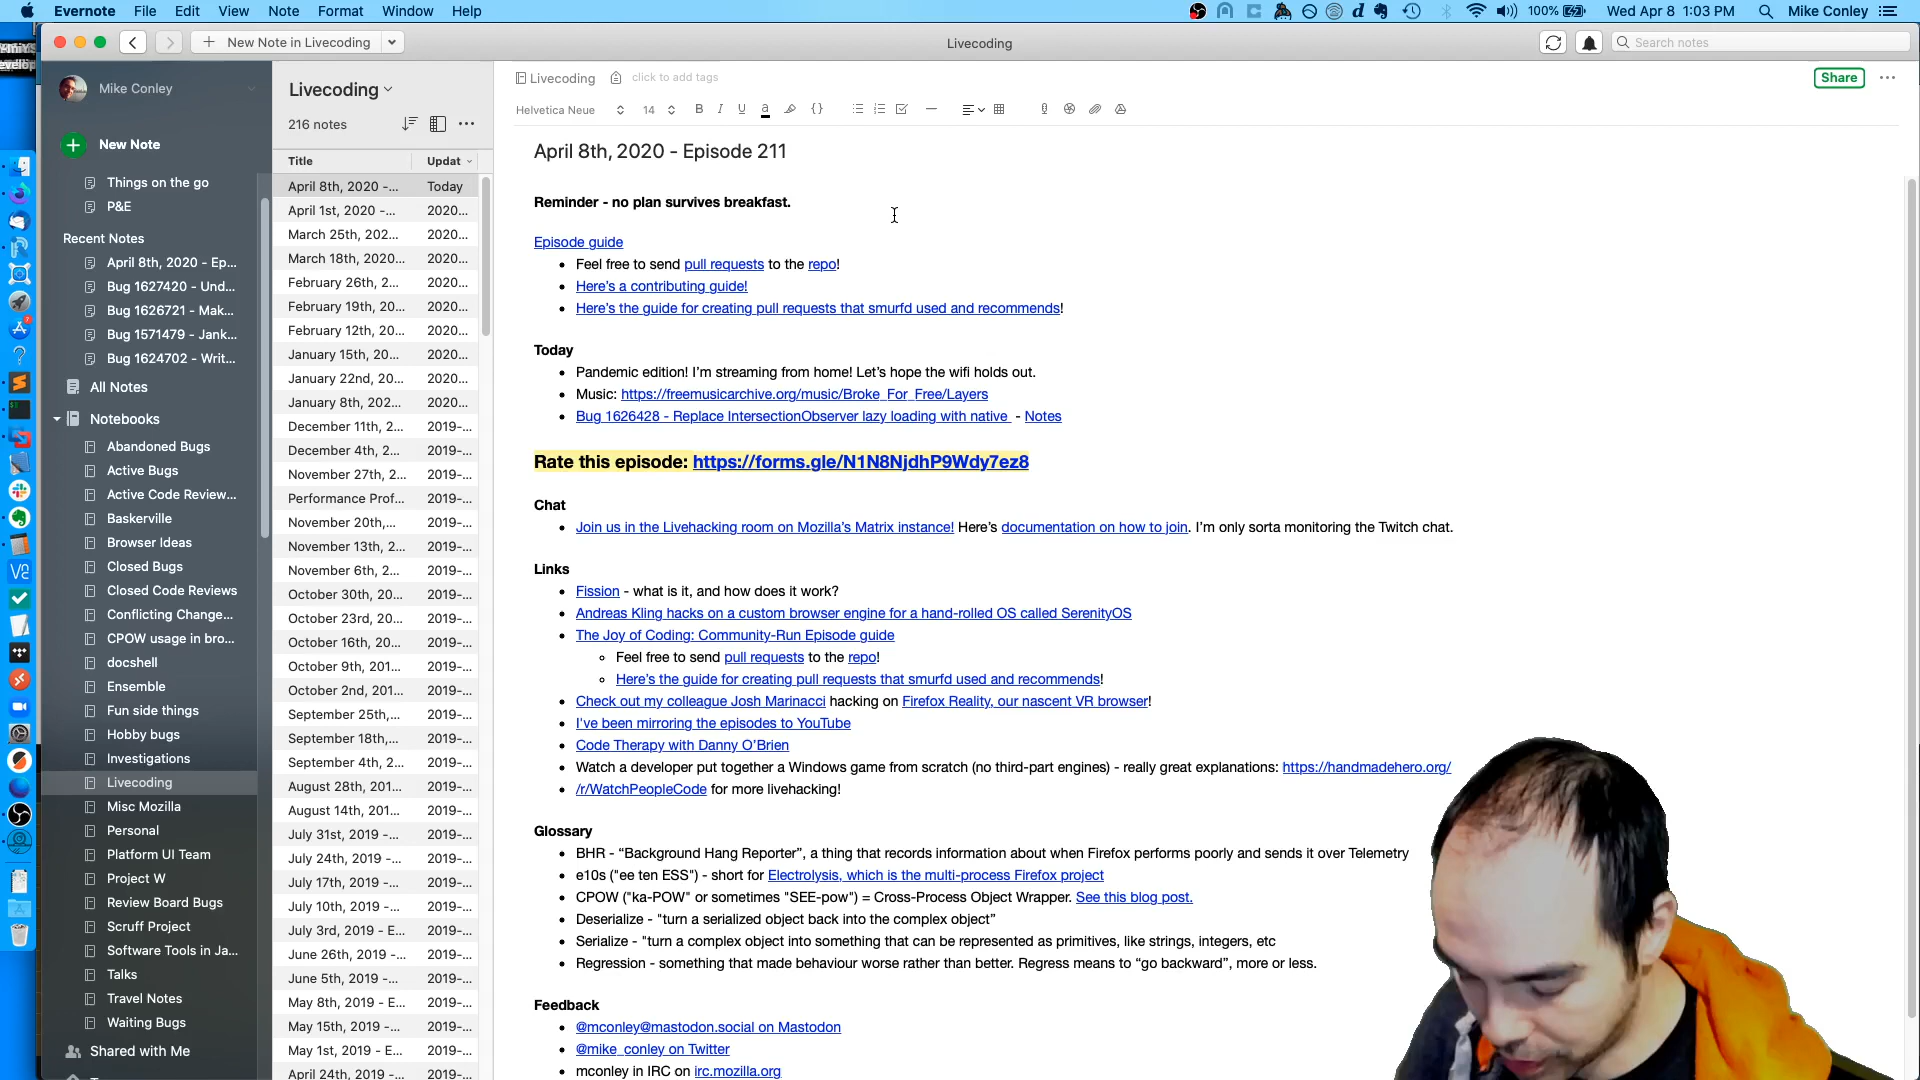 Evernote File Edit View Note Format Window Help
100% Wed Apr 8 1:03 PM Mike Conley
New Note in Livecoding
Livecoding
Search notes
Mike Conley
New Note
Things on the go
P&E
Recent Notes
April 8th, 2020 - Ep...
Bug 1627420 - Und...
Bug 1626721 - Mak...
Bug 1571479 - Jank...
Bug 1624702 - Writ...
All Notes
Notebooks
Abandoned Bugs
Active Bugs
Active Code Review...
Baskerville
Browser Ideas
Closed Bugs
Closed Code Reviews
Conflicting Change...
CPOW usage in bro...
docshell
Ensemble
Fun side things
Hobby bugs
Investigations
Livecoding
Misc Mozilla
Personal
Platform UI Team
Project W
Review Board Bugs
Scruff Project
Software Tools in Ja...
Talks
Travel Notes
Waiting Bugs
Shared with Me
Livecoding
216 notes
Title Updat
April 8th, 2020 -... Today
April 1st, 2020 -... 2020...
March 25th, 202... 2020...
March 18th, 2020... 2020...
February 26th, 2... 2020...
February 19th, 20... 2020...
February 12th, 20... 2020...
January 15th, 20... 2020...
January 22nd, 20... 2020...
January 8th, 202... 2020...
December 11th, 2... 2019-...
December 4th, 2... 2019-...
November 27th, 2... 2019-...
Performance Prof... 2019-...
November 20th,... 2019-...
November 13th, 2... 2019-...
November 6th, 2... 2019-...
October 30th, 20... 2019-...
October 23rd, 20... 2019-...
October 16th, 20... 2019-...
October 9th, 201... 2019-...
October 2nd, 201... 2019-...
September 25th,... 2019-...
September 18th,... 2019-...
September 4th, 2... 2019-...
August 28th, 201... 2019-...
August 14th, 201... 2019-...
July 31st, 2019 -... 2019-...
July 24th, 2019 -... 2019-...
July 17th, 2019 -... 2019-...
July 10th, 2019 -... 2019-...
July 3rd, 2019 - E... 2019-...
June 26th, 2019 -... 2019-...
June 5th, 2019 -... 2019-...
May 8th, 2019 - E... 2019-...
May 15th, 2019 -... 2019-...
May 1st, 2019 - E... 2019-...
April 24th, 2019 -... 2019-...
Livecoding click to add tags
Share
Helvetica Neue 14
April 8th, 2020 - Episode 211
Reminder - no plan survives breakfast.
Episode guide
• Feel free to send pull requests to the repo!
• Here's a contributing guide!
• Here's the guide for creating pull requests that smurfd used and recommends!
Today
• Pandemic edition! I'm streaming from home! Let's hope the wifi holds out.
• Music: https://freemusicarchive.org/music/Broke_For_Free/Layers
• Bug 1626428 - Replace IntersectionObserver lazy loading with native - Notes
Rate this episode: https://forms.gle/N1N8NjdhP9Wdy7ez8
Chat
• Join us in the Livehacking room on Mozilla's Matrix instance! Here's documentation on how to join. I'm only sorta monitoring the Twitch chat.
Links
• Fission - what is it, and how does it work?
• Andreas Kling hacks on a custom browser engine for a hand-rolled OS called SerenityOS
• The Joy of Coding: Community-Run Episode guide
◦ Feel free to send pull requests to the repo!
◦ Here's the guide for creating pull requests that smurfd used and recommends!
• Check out my colleague Josh Marinacci hacking on Firefox Reality, our nascent VR browser!
• I've been mirroring the episodes to YouTube
• Code Therapy with Danny O'Brien
• Watch a developer put together a Windows game from scratch (no third-part engines) - really great explanations: https://handmadehero.org/
• /r/WatchPeopleCode for more livehacking!
Glossary
• BHR - “Background Hang Reporter”, a thing that records information about when Firefox performs poorly and sends it over Telemetry
• e10s ("ee ten ESS") - short for Electrolysis, which is the multi-process Firefox project
• CPOW ("ka-POW" or sometimes "SEE-pow") = Cross-Process Object Wrapper. See this blog post.
• Deserialize - "turn a serialized object back into the complex object”
• Serialize - "turn a complex object into something that can be represented as primitives, like strings, integers, etc
• Regression - something that made behaviour worse rather than better. Regress means to “go backward”, more or less.
Feedback
• @mconley@mastodon.social on Mastodon
• @mike_conley on Twitter
• mconley in IRC on irc.mozilla.org